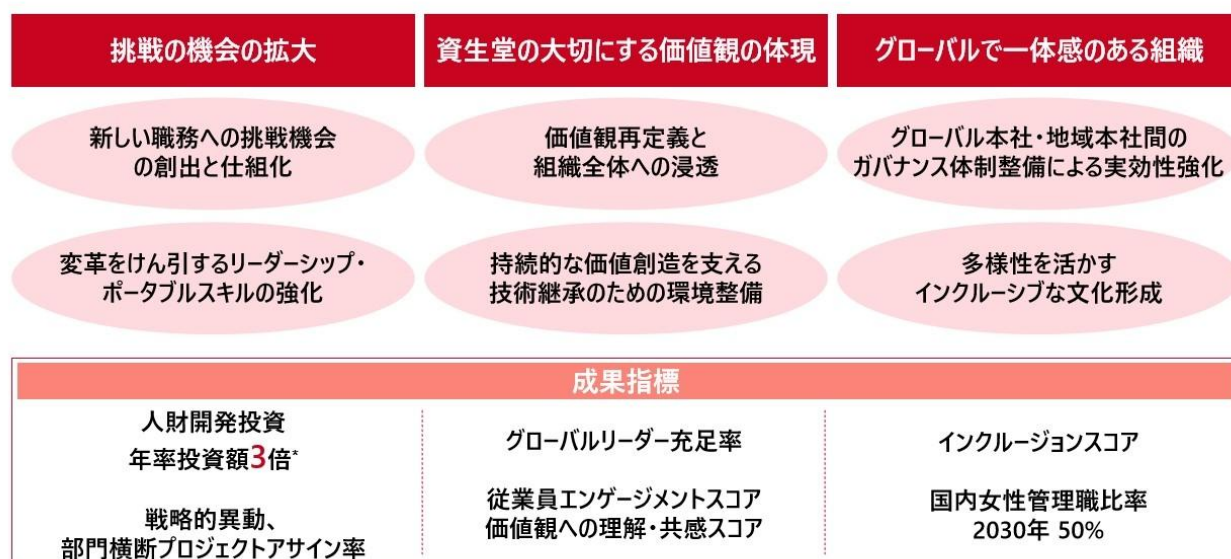 挑戦の機会の拡大
資生堂の大切にする価値観の体現
グローバルで一体感のある組織
新しい職務への挑戦機会
の創出と仕組化
価値観再定義と
組織全体への浸透
グローバル本社・地域本社間の
ガバナンス体制整備による実効性強化
変革をけん引するリーダーシップ・
ポータブルスキルの強化
持続的な価値創造を支える
技術継承のための環境整備
多様性を活かす
インクルーシブな文化形成
成果指標
人財開発投資
年率投資額3倍*
戦略的異動、
部門横断プロジェクトアサイン率
グローバルリーダー充足率
従業員エンゲージメントスコア
価値観への理解・共感スコア
インクルージョンスコア
国内女性管理職比率
2030年 50%